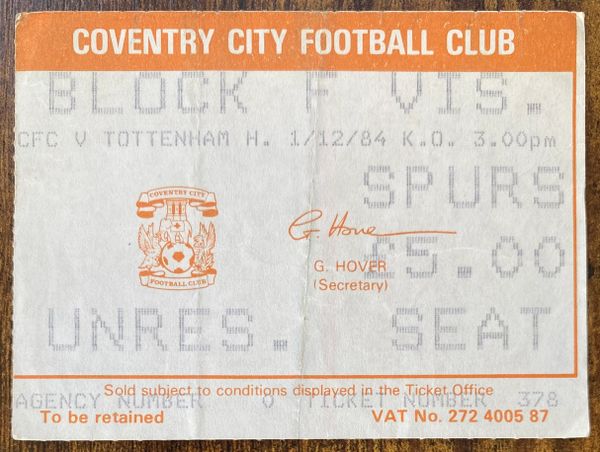 COVENTRY CITY FOOTBALL CLUB
BLOCK F VIS.
CFC V TOTTENHAM H. 1/12/84 K.O. 3.00pm
SPURS
COVENTRY CITY
FOOTBALL CLUB
G. Hover
G. HOVER
(Secretary)
£5.00
UNRES. SEAT
Sold subject to conditions displayed in the Ticket Office
AGENCY NUMBER 0 TICKET NUMBER 378
To be retained VAT No. 272 4005 87